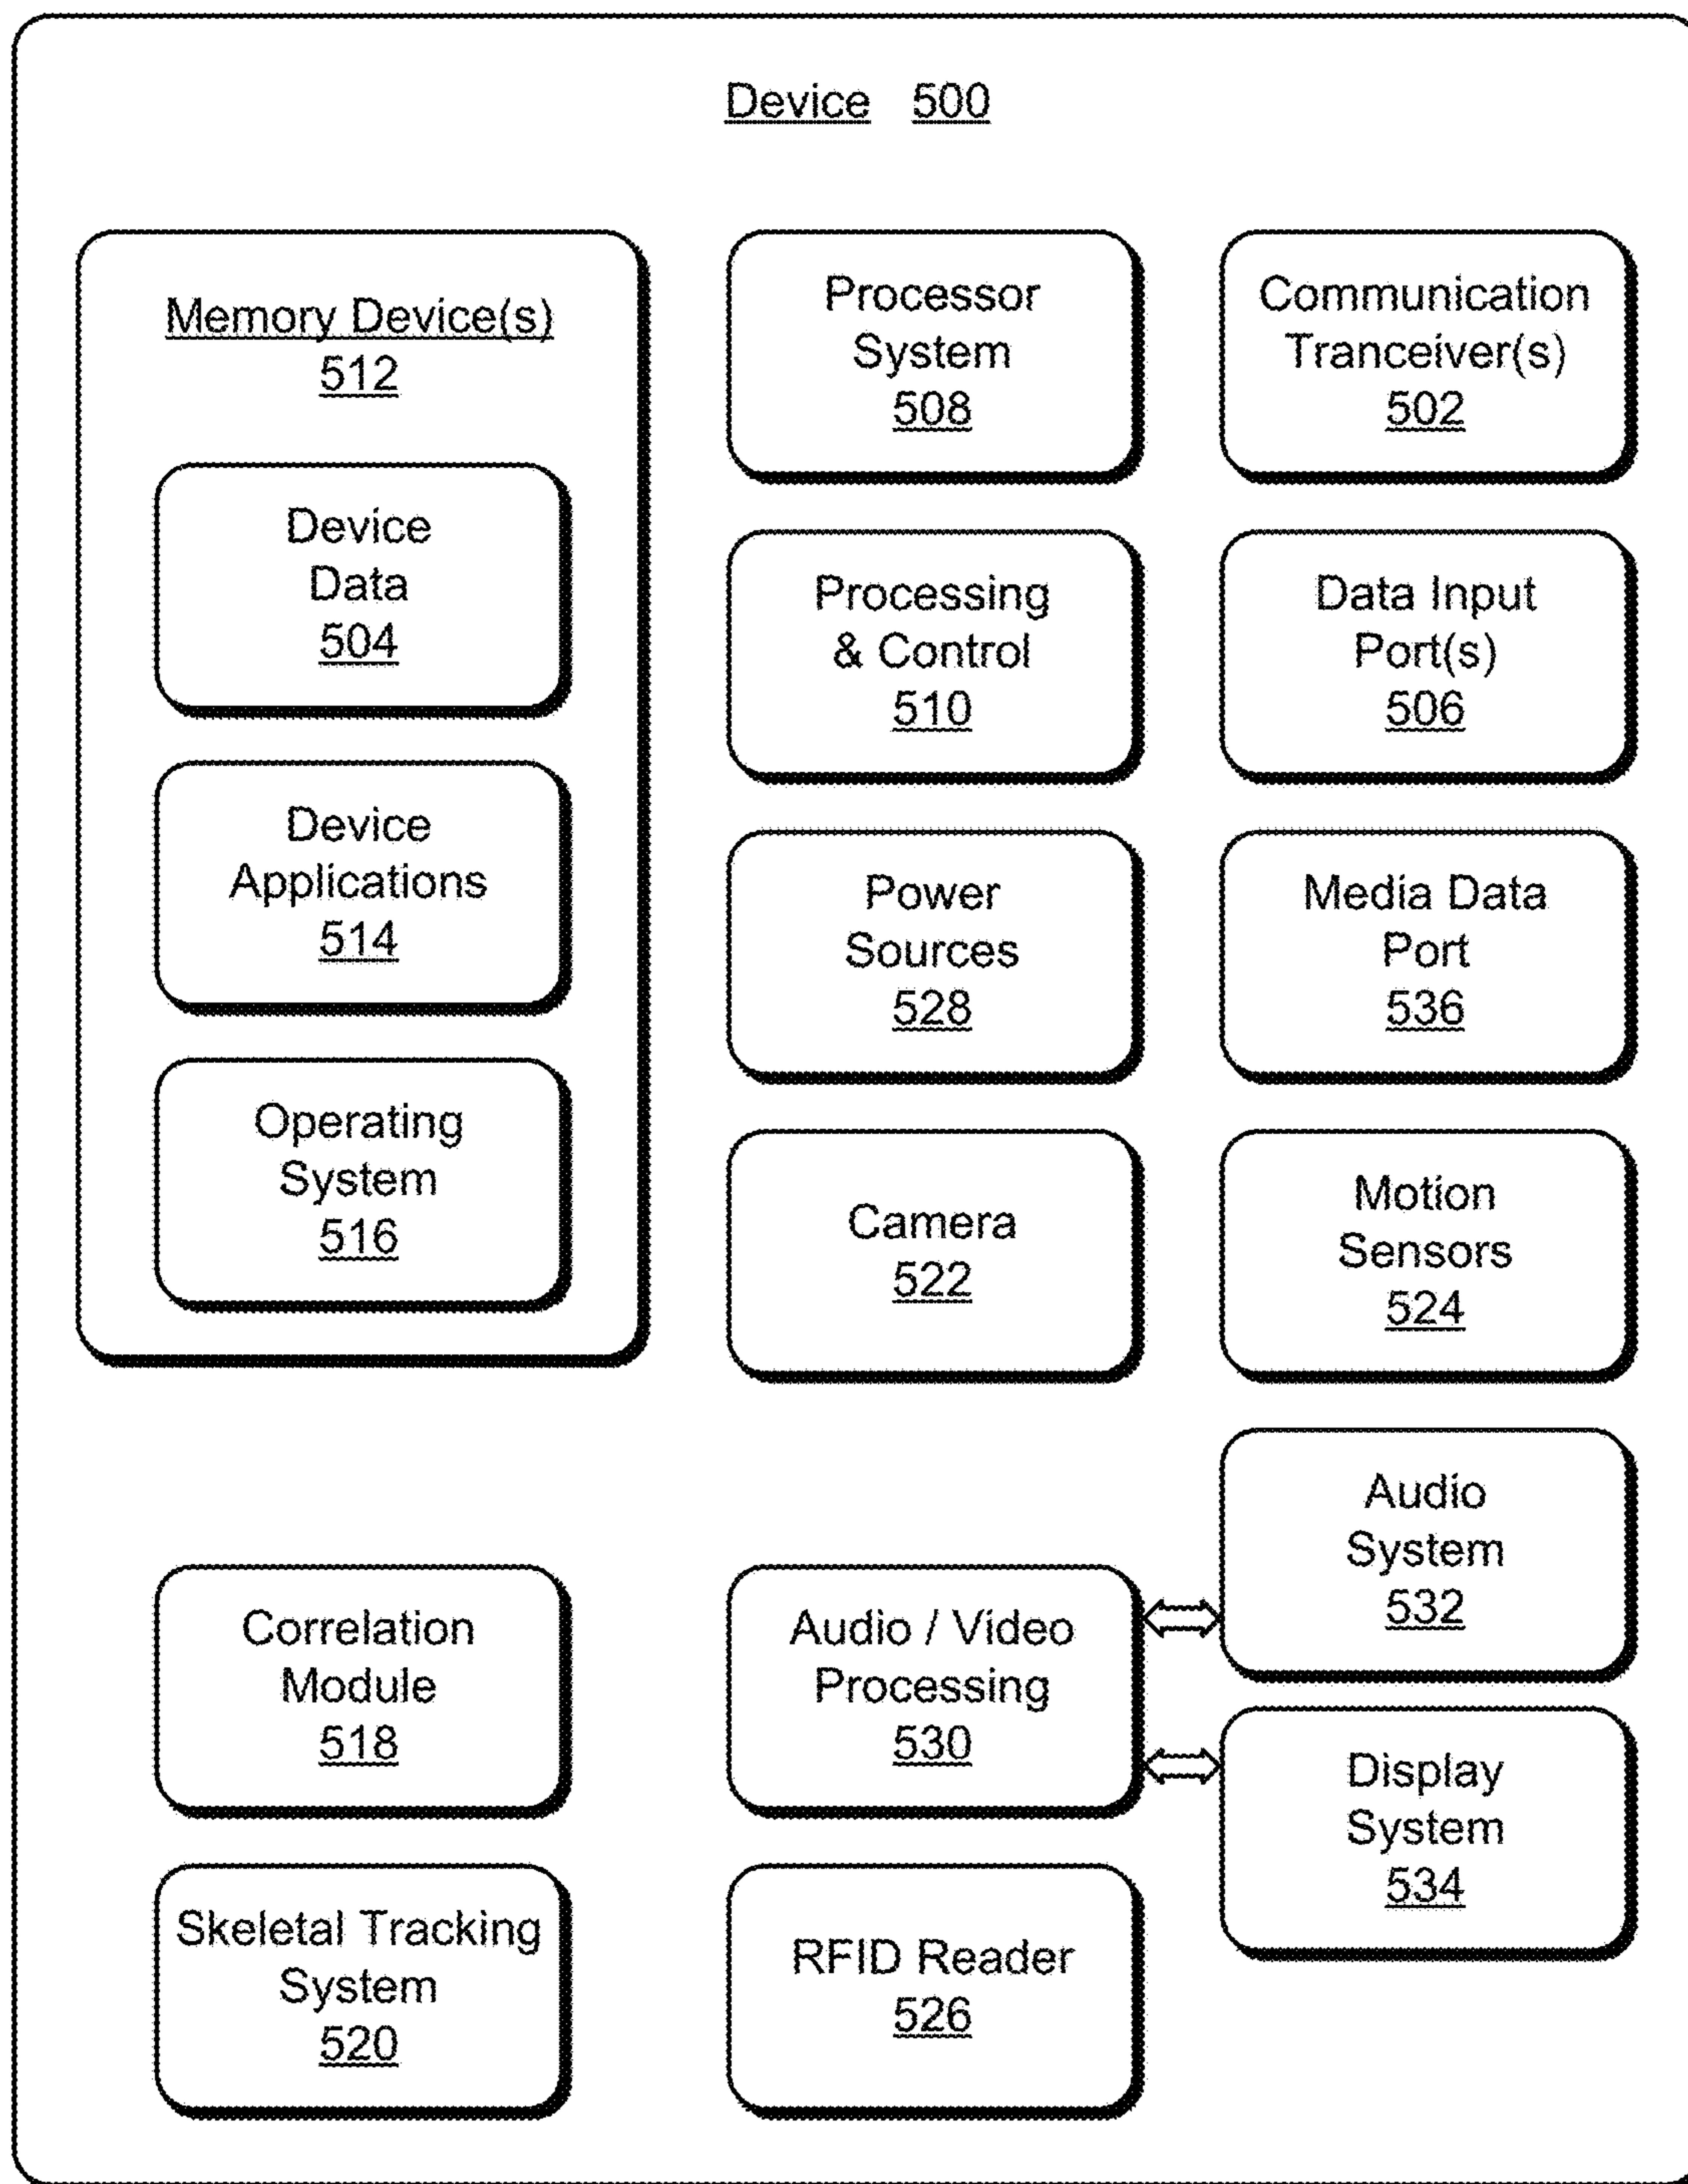 Device 500
Memory Device(s)
512
Device
Data
504
Device
Applications
514
Operating
System
516
Processor
System
508
Communication
Tranceiver(s)
502
Processing
& Control
510
Data Input
Port(s)
506
Power
Sources
528
Media Data
Port
536
Camera
522
Motion
Sensors
524
Correlation
Module
518
Audio / Video
Processing
530
Audio
System
532
Display
System
534
Skeletal Tracking
System
520
RFID Reader
526